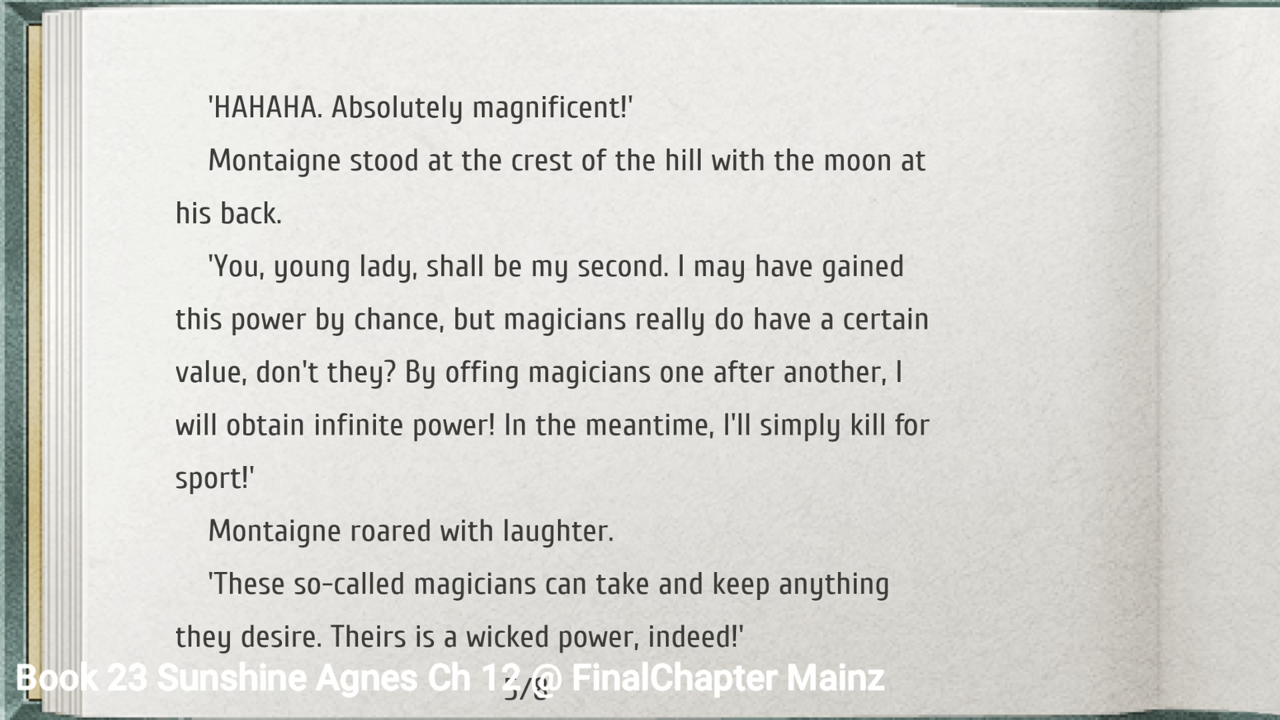 'HAHAHA. Absolutely magnificent!'
Montaigne stood at the crest of the hill with the moon at
his back.
'You, young lady, shall be my second. I may have gained
this power by chance, but magicians really do have a certain
value, don't they? By offing magicians one after another, I
will obtain infinite power! In the meantime, I'll simply kill for
sport!'
Montaigne roared with laughter.
'These so-called magicians can take and keep anything
they desire. Theirs is a wicked power, indeed!'
Book 23 Sunshine Agnes Ch 12 @ FinalChapter Mainz
5/8